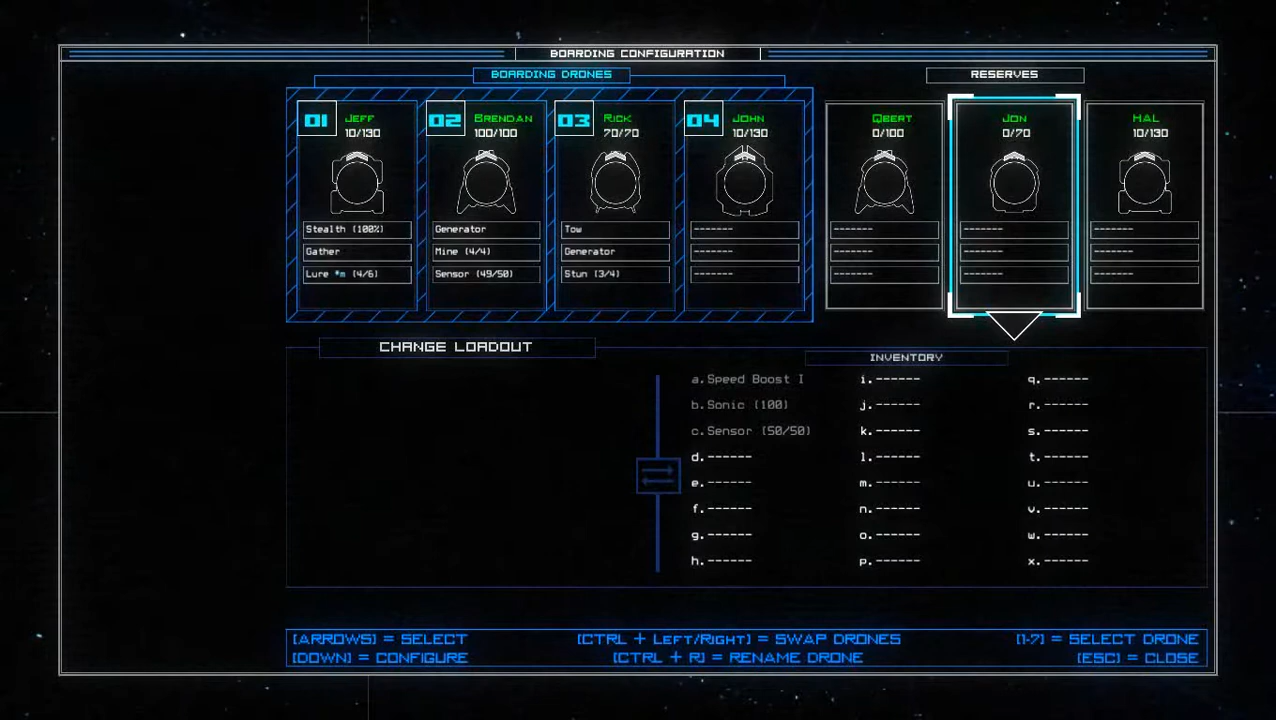 BOARDING CONFIGURATION
BOARDING DRONES
RESERVES
01 JEFF 10/130
Stealth (100%)
Gather
Lure *m (4/6)
02 BRENDAN 100/100
Generator
Mine (4/4)
Sensor (49/50)
03 RICK 70/70
Tow
Generator
Stun (3/4)
04 JOHN 10/130
-------
-------
-------
QBERT 0/100
-------
-------
-------
JON 0/70
-------
-------
-------
HAL 10/130
-------
-------
-------
CHANGE LOADOUT
INVENTORY
a.Speed Boost I i.------ q.------
b.Sonic (100) j.------ r.------
c.Sensor (50/50) k.------ s.------
d.------ l.------ t.------
e.------ m.------ u.------
f.------ n.------ v.------
g.------ o.------ w.------
h.------ p.------ x.------
[ARROWS] = SELECT [CTRL + LEFT/RIGHT] = SWAP DRONES [1-7] = SELECT DRONE
[DOWN] = CONFIGURE [CTRL + R] = RENAME DRONE [ESC] = CLOSE